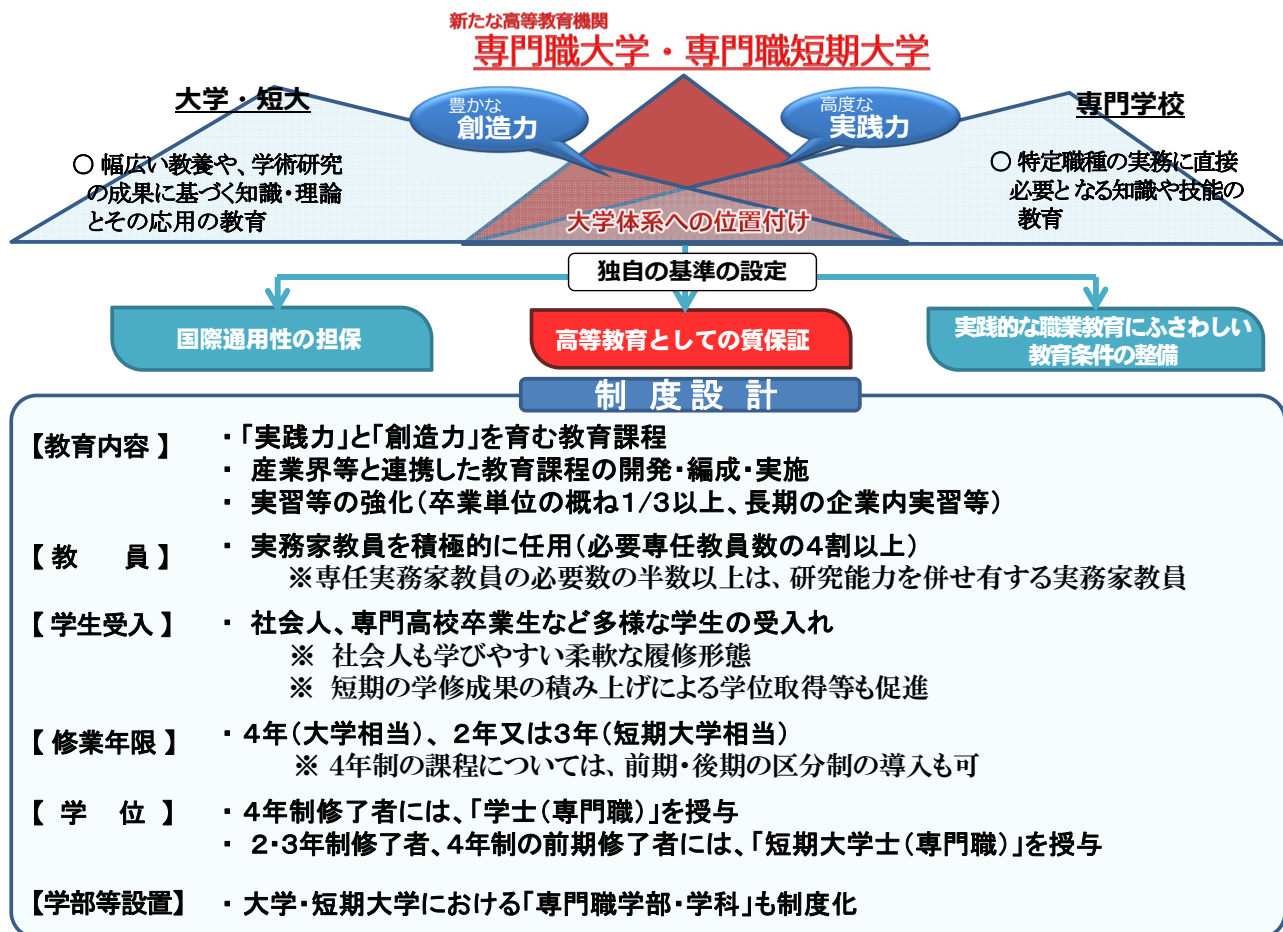 新たな高等教育機関
専門職大学・専門職短期大学
大学・短大
豊かな
創造力
高度な
実践力
専門学校
○ 幅広い教養や、学術研究
の成果に基づく知識・理論
とその応用の教育
○ 特定職種の実務に直接
必要となる知識や技能の
教育
大学体系への位置付け
独自の基準の設定
国際通用性の担保
高等教育としての質保証
実践的な職業教育にふさわしい
教育条件の整備
制 度 設 計
【教育内容 】 ・「実践力」と「創造力」を育む教育課程
・ 産業界等と連携した教育課程の開発・編成・実施
・ 実習等の強化（卒業単位の概ね1/3以上、長期の企業内実習等）
【 教 員 】 ・ 実務家教員を積極的に任用（必要専任教員数の4割以上）
※専任実務家教員の必要数の半数以上は、研究能力を併せ有する実務家教員
【 学生受入 】 ・ 社会人、専門高校卒業生など多様な学生の受入れ
※ 社会人も学びやすい柔軟な履修形態
※ 短期の学修成果の積み上げによる学位取得等も促進
【 修業年限 】 ・ 4年（大学相当）、 2年又は3年（短期大学相当）
※ 4年制の課程については、前期・後期の区分制の導入も可
【 学 位 】 ・ 4年制修了者には、「学士（専門職）」を授与
・ 2・3年制修了者、4年制の前期修了者には、「短期大学士（専門職）」を授与
【学部等設置】 ・ 大学・短期大学における「専門職学部・学科」も制度化